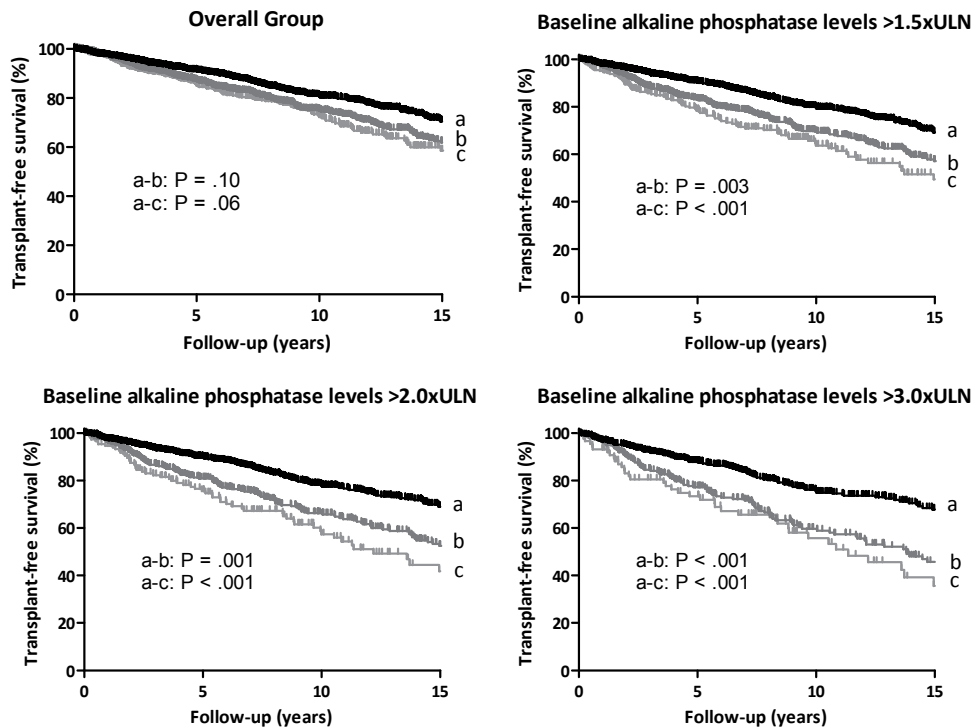 Overall Group
Transplant-free survival (%)
100
80
60
40
20
0
a
b
c
a-b: P = .10
a-c: P = .06
0 5 10 15
Follow-up (years)
Baseline alkaline phosphatase levels >1.5xULN
Transplant-free survival (%)
100
80
60
40
20
0
a
b
c
a-b: P = .003
a-c: P < .001
0 5 10 15
Follow-up (years)
Baseline alkaline phosphatase levels >2.0xULN
Transplant-free survival (%)
100
80
60
40
20
0
a
b
c
a-b: P = .001
a-c: P < .001
0 5 10 15
Follow-up (years)
Baseline alkaline phosphatase levels >3.0xULN
Transplant-free survival (%)
100
80
60
40
20
0
a
b
c
a-b: P < .001
a-c: P < .001
0 5 10 15
Follow-up (years)